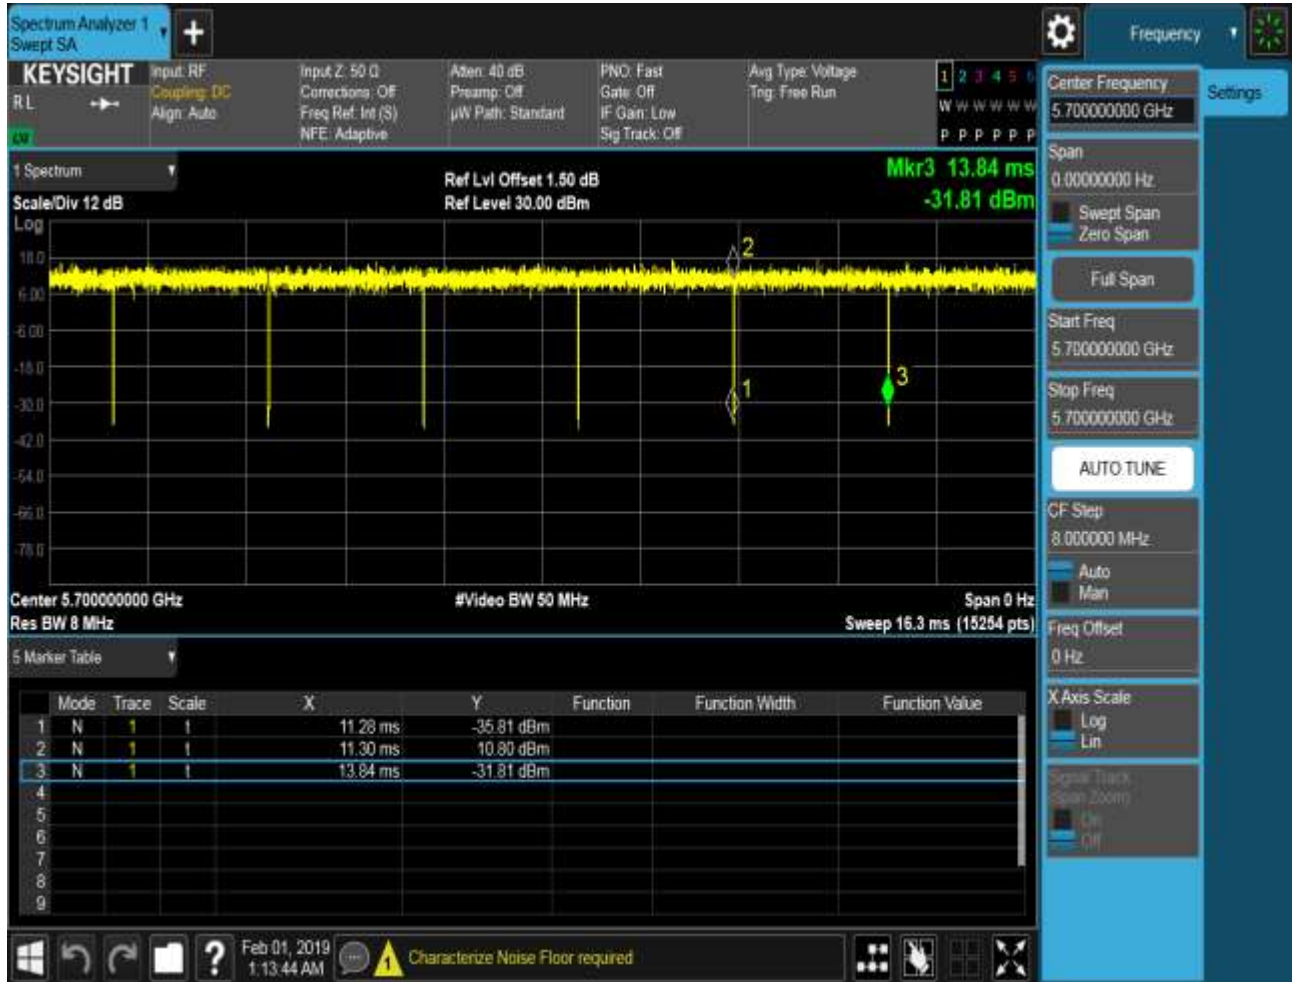 Spectrum Analyzer 1
Swept SA
+
Frequency
KEYSIGHT
RL
Input: RF
Coupling: DC
Align: Auto
Input Z: 50 Ω
Corrections: Off
Freq Ref: Int (S)
NFE: Adaptive
Atten: 40 dB
Preamp: Off
µW Path: Standard
PNO: Fast
Gate: Off
IF Gain: Low
Sig Track: Off
Avg Type: Voltage
Trig: Free Run
1 2 3 4 5 6
W W W W W W
P P P P P P
Center Frequency
5.700000000 GHz
Settings
1 Spectrum
Ref Lvl Offset 1.50 dB
Mkr3 13.84 ms
Scale/Div 12 dB
Ref Level 30.00 dBm
-31.81 dBm
Log
18.0
6.00
-6.00
-18.0
-30.0
-42.0
-54.0
-66.0
-78.0
2
1
3
Center 5.700000000 GHz
#Video BW 50 MHz
Span 0 Hz
Res BW 8 MHz
Sweep 16.3 ms (15254 pts)
Span
0.00000000 Hz
Swept Span
Zero Span
Full Span
Start Freq
5.700000000 GHz
Stop Freq
5.700000000 GHz
AUTO TUNE
CF Step
8.000000 MHz
Auto
Man
Freq Offset
0 Hz
X Axis Scale
Log
Lin
Signal Track
(Span Zoom)
On
Off
5 Marker Table
Mode Trace Scale X Y Function Function Width Function Value
1 N 1 t 11.28 ms -35.81 dBm
2 N 1 t 11.30 ms 10.80 dBm
3 N 1 t 13.84 ms -31.81 dBm
4
5
6
7
8
9
?
Feb 01, 2019
1:13:44 AM
1
Characterize Noise Floor required